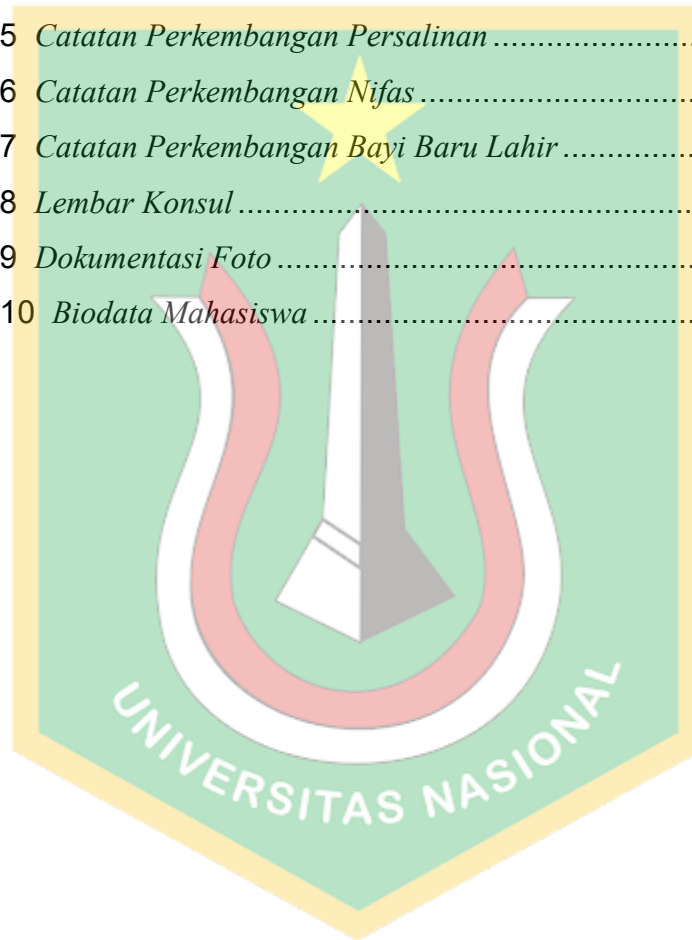 5 Catatan Perkembangan Persalinan ........................
6 Catatan Perkembangan Nifas .................................
7 Catatan Perkembangan Bayi Baru Lahir ................
8 Lembar Konsul .......................................................
9 Dokumentasi Foto ...................................................
10 Biodata Mahasiswa ..............................................
UNIVERSITAS NASIONAL